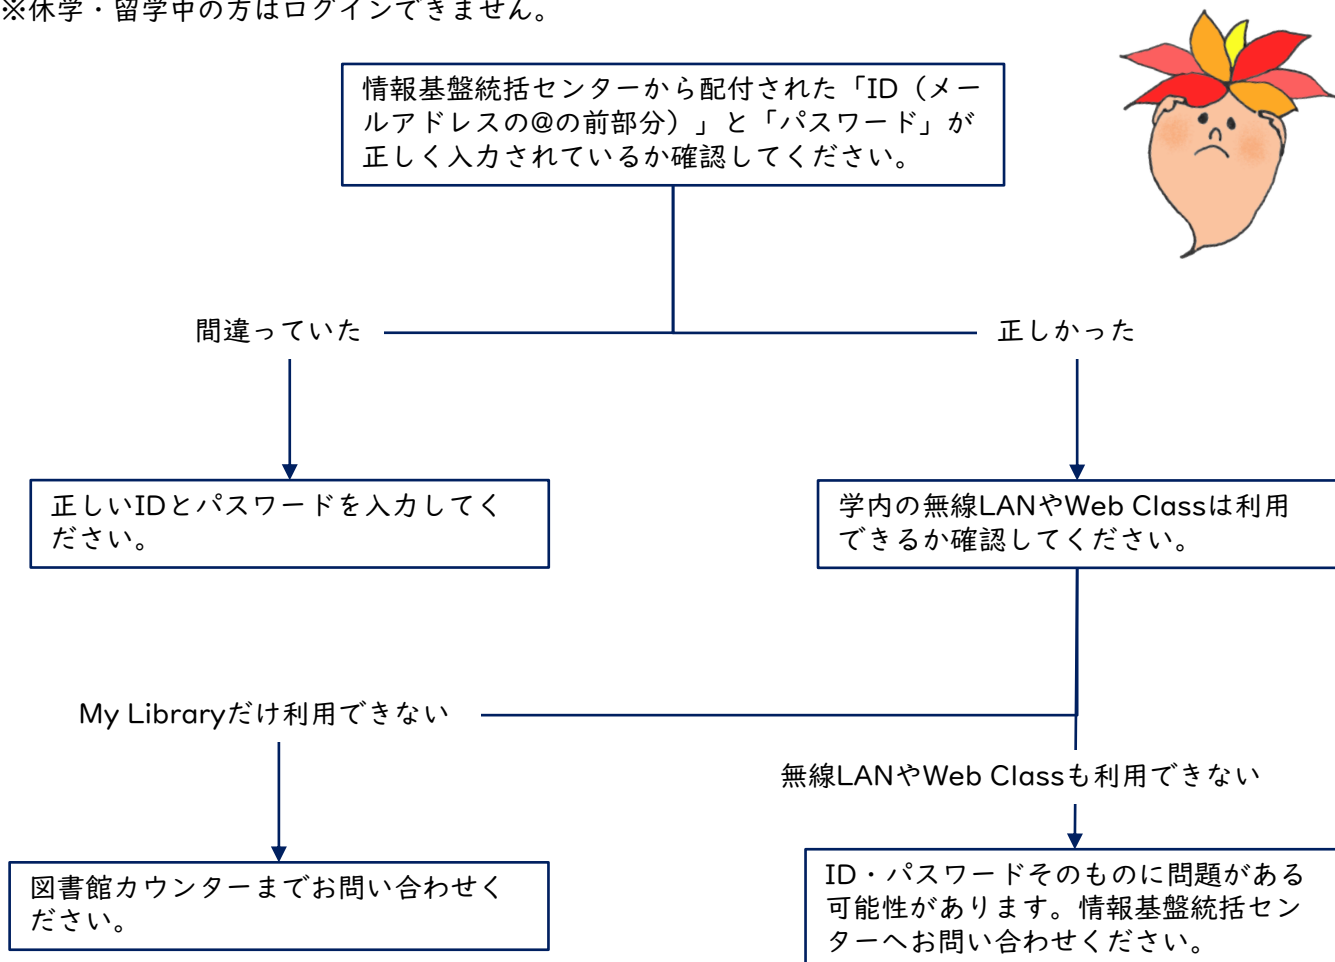 ※休学・留学中の方はログインできません。
情報基盤統括センターから配付された「ID（メー
ルアドレスの@の前部分）」と「パスワード」が
正しく入力されているか確認してください。
間違っていた
正しかった
正しいIDとパスワードを入力してく
ださい。
学内の無線LANやWeb Classは利用
できるか確認してください。
My Libraryだけ利用できない
無線LANやWeb Classも利用できない
図書館カウンターまでお問い合わせく
ださい。
ID・パスワードそのものに問題がある
可能性があります。情報基盤統括セン
ターへお問い合わせください。